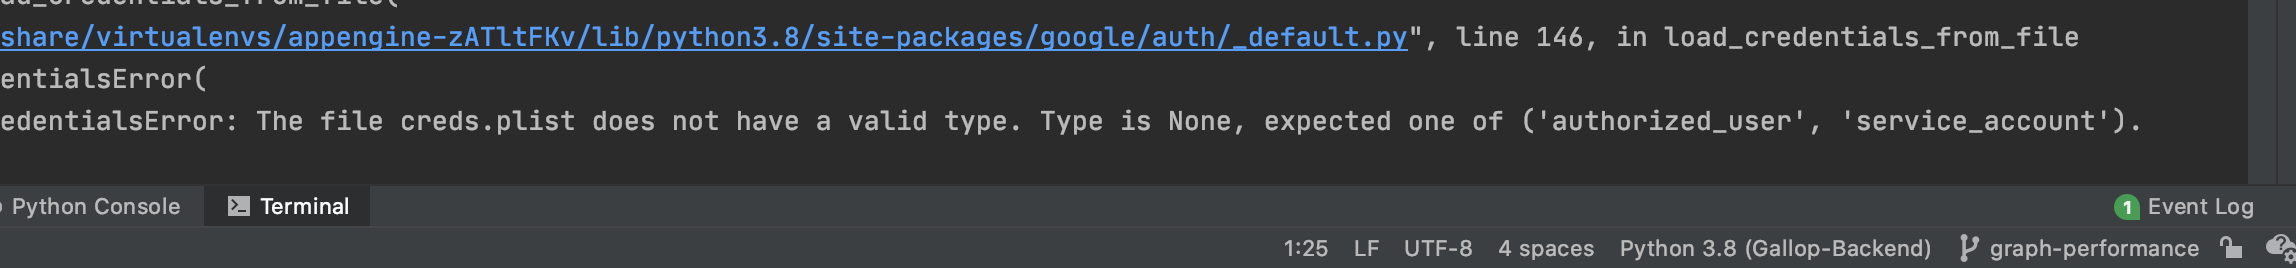 ad_credentials_from_file(
share/virtualenvs/appengine-zATltFKv/lib/python3.8/site-packages/google/auth/_default.py", line 146, in load_credentials_from_file
entialsError(
edentialsError: The file creds.plist does not have a valid type. Type is None, expected one of ('authorized_user', 'service_account').
Python Console Terminal 1 Event Log
1:25 LF UTF-8 4 spaces Python 3.8 (Gallop-Backend) graph-performance